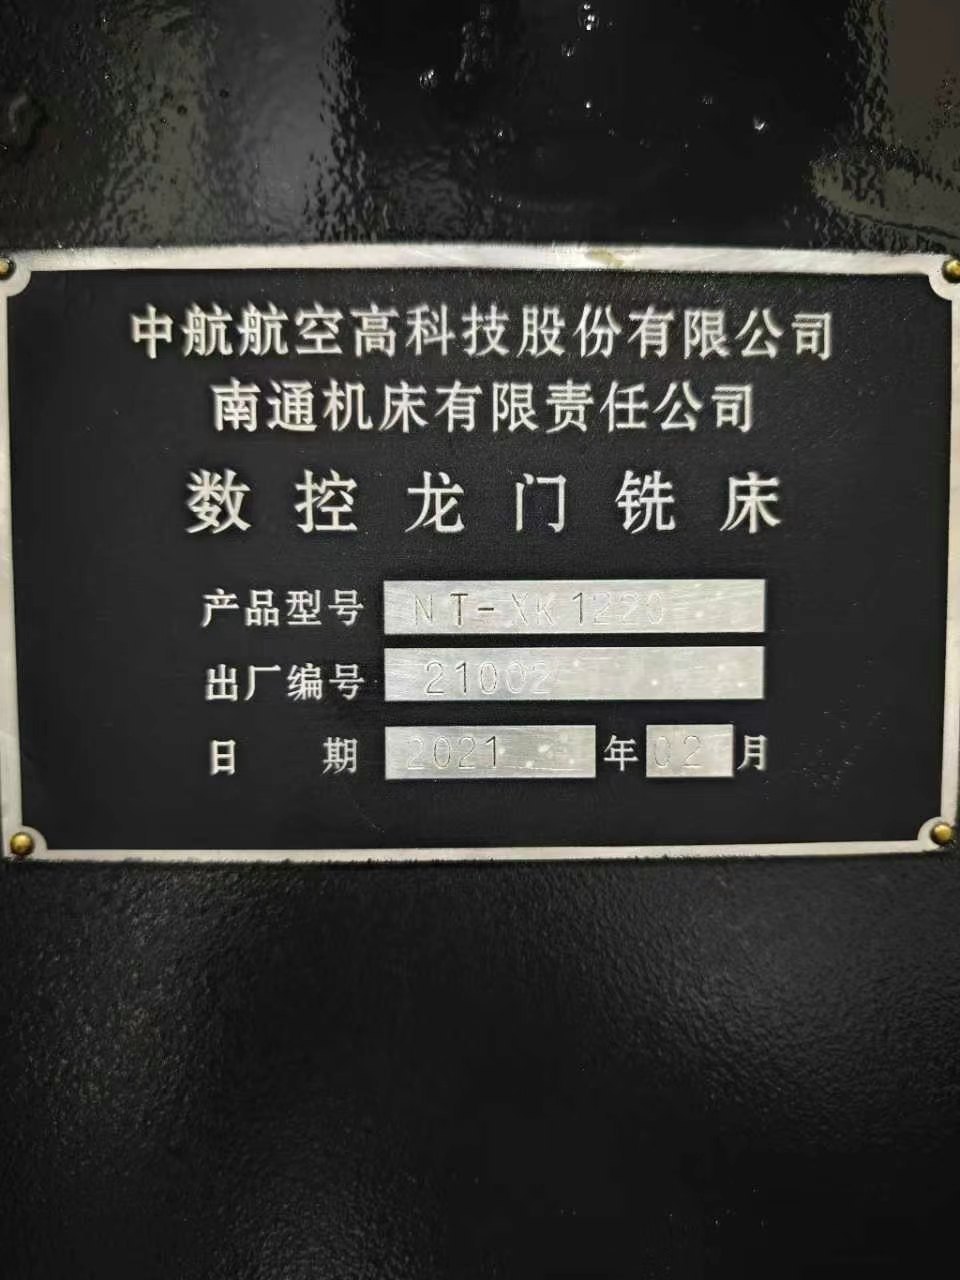 中航航空高科技股份有限公司
南通机床有限责任公司
数控龙门铣床
产品型号 NT-XK1220
出厂编号 21002
日期 2021 年 02 月